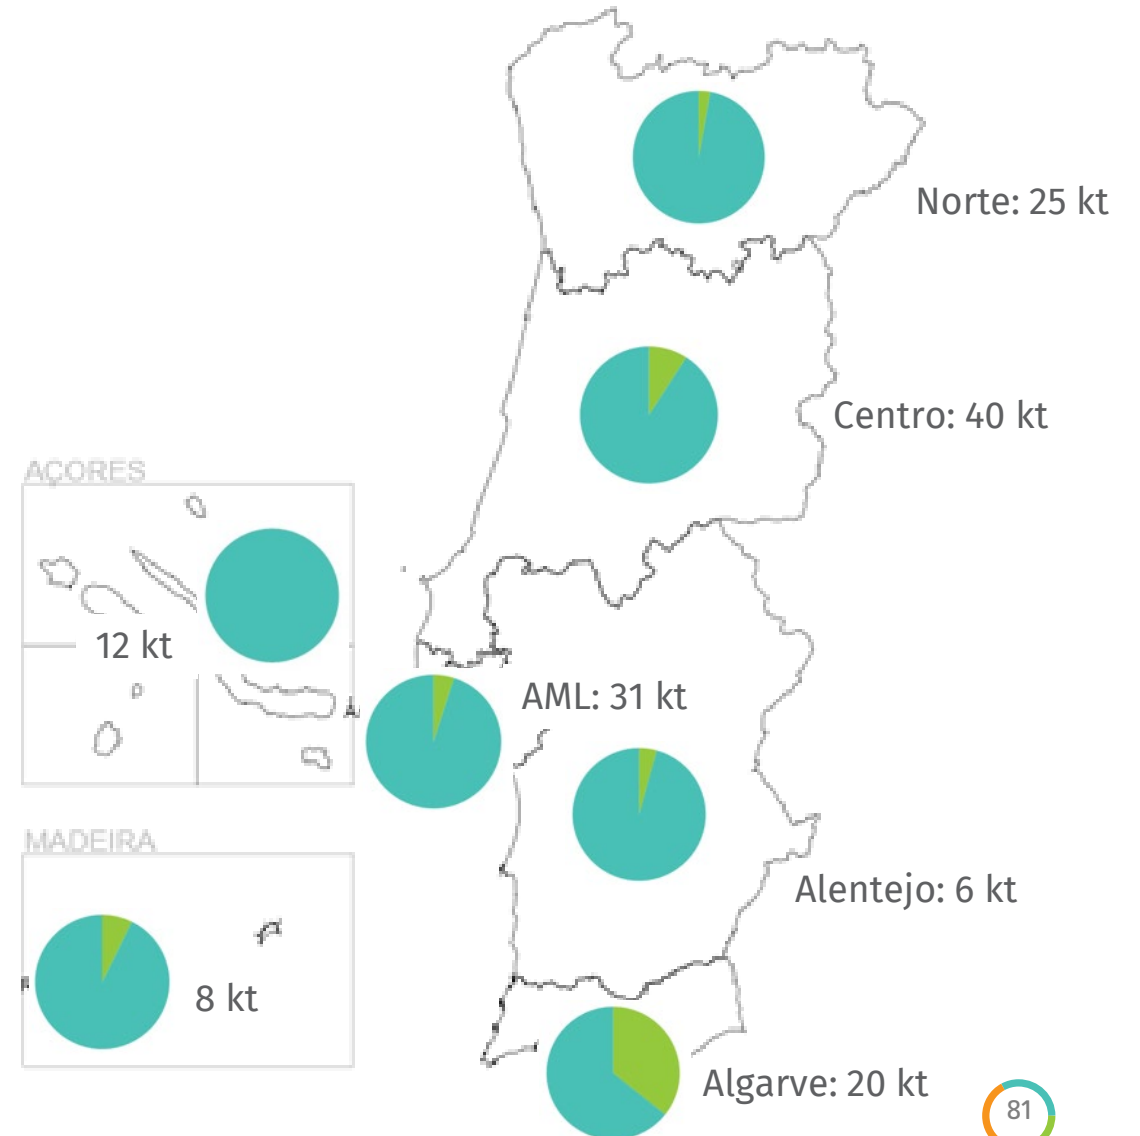 Norte: 25 kt
Centro: 40 kt
AÇORES
12 kt
AML: 31 kt
MADEIRA
Alentejo: 6 kt
8 kt
Algarve: 20 kt
81